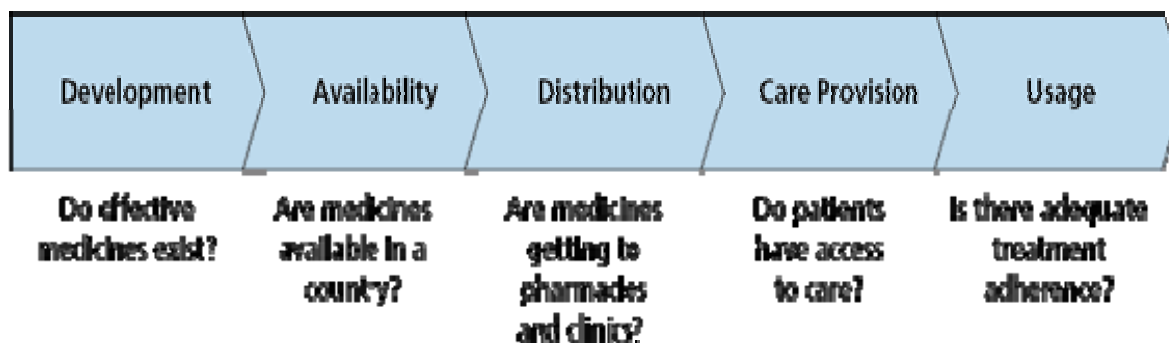 Development
Availability
Distribution
Care Provision
Usage
Do effective
medicines exist?
Are medicines
available in a
country?
Are medicines
getting to
pharmacies
and clinics?
Do patients
have access
to care?
Is there adequate
treatment
adherence?